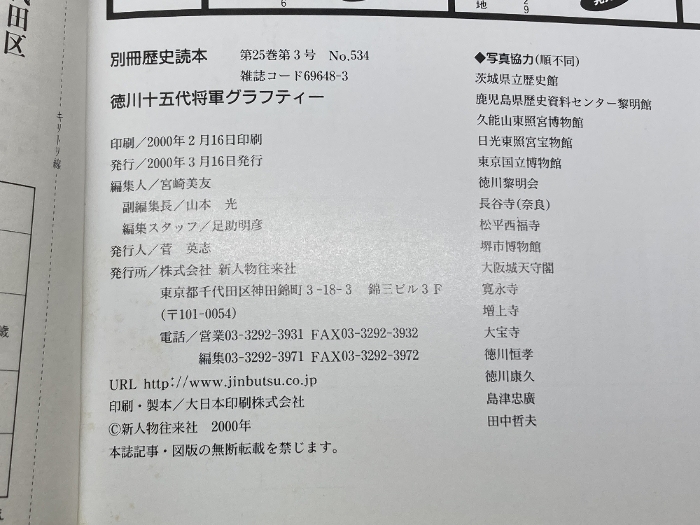 代田区
キリトリ線
歳
地
29
6
別冊歴史読本　第25巻第3号　No.534
雑誌コード69648-3
徳川十五代将軍グラフティー
印刷／2000年2月16日印刷
発行／2000年3月16日発行
編集人／宮崎美友
副編集長／山本　光
編集スタッフ／足助明彦
発行人／菅　英志
発行所／株式会社 新人物往来社
東京都千代田区神田錦町3-18-3　錦三ビル3F
(〒101-0054)
電話／営業03-3292-3931 FAX03-3292-3932
編集03-3292-3971 FAX03-3292-3972
URL http://www.jinbutsu.co.jp
印刷・製本／大日本印刷株式会社
©新人物往来社　2000年
本誌記事・図版の無断転載を禁じます。
◆写真協力(順不同)
茨城県立歴史館
鹿児島県歴史資料センター黎明館
久能山東照宮博物館
日光東照宮宝物館
東京国立博物館
徳川黎明会
長谷寺(奈良)
松平西福寺
堺市博物館
大阪城天守閣
寛永寺
増上寺
大宝寺
徳川恒孝
徳川康久
島津忠廣
田中哲夫